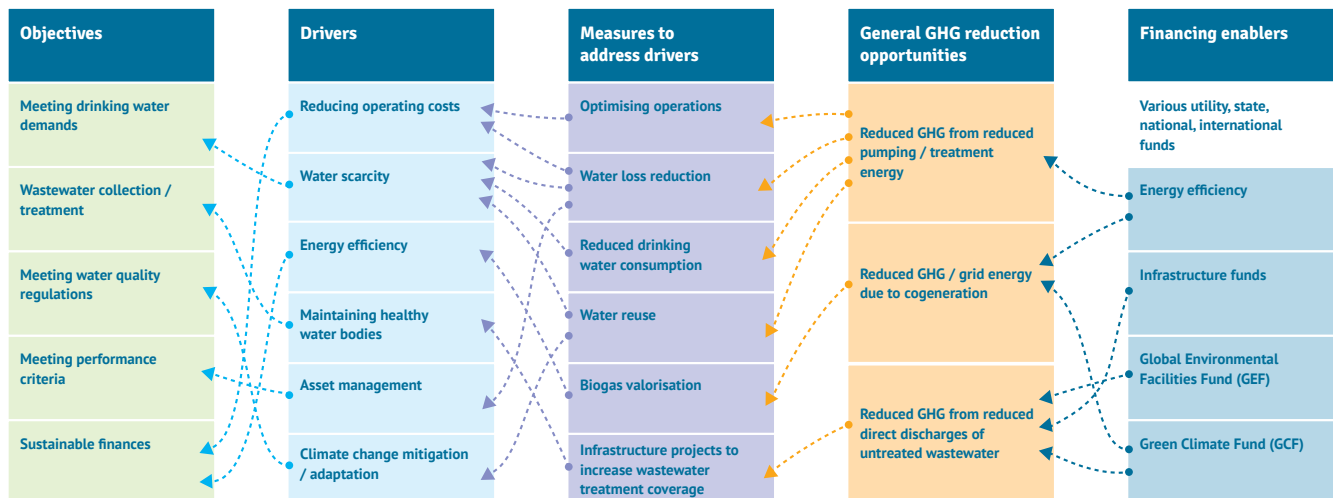 Objectives
Meeting drinking water
demands
Wastewater collection /
treatment
Meeting water quality
regulations
Meeting performance
criteria
Sustainable finances
Drivers
Reducing operating costs
Water scarcity
Energy efficiency
Maintaining healthy
water bodies
Asset management
Climate change mitigation
/ adaptation
Measures to
address drivers
Optimising operations
Water loss reduction
Reduced drinking
water consumption
Water reuse
Biogas valorisation
Infrastructure projects to
increase wastewater
treatment coverage
General GHG reduction
opportunities
Reduced GHG from reduced
pumping / treatment
energy
Reduced GHG / grid energy
due to cogeneration
Reduced GHG from reduced
direct discharges of
untreated wastewater
Financing enablers
Various utility, state,
national, international
funds
Energy efficiency
Infrastructure funds
Global Environmental
Facilities Fund (GEF)
Green Climate Fund (GCF)